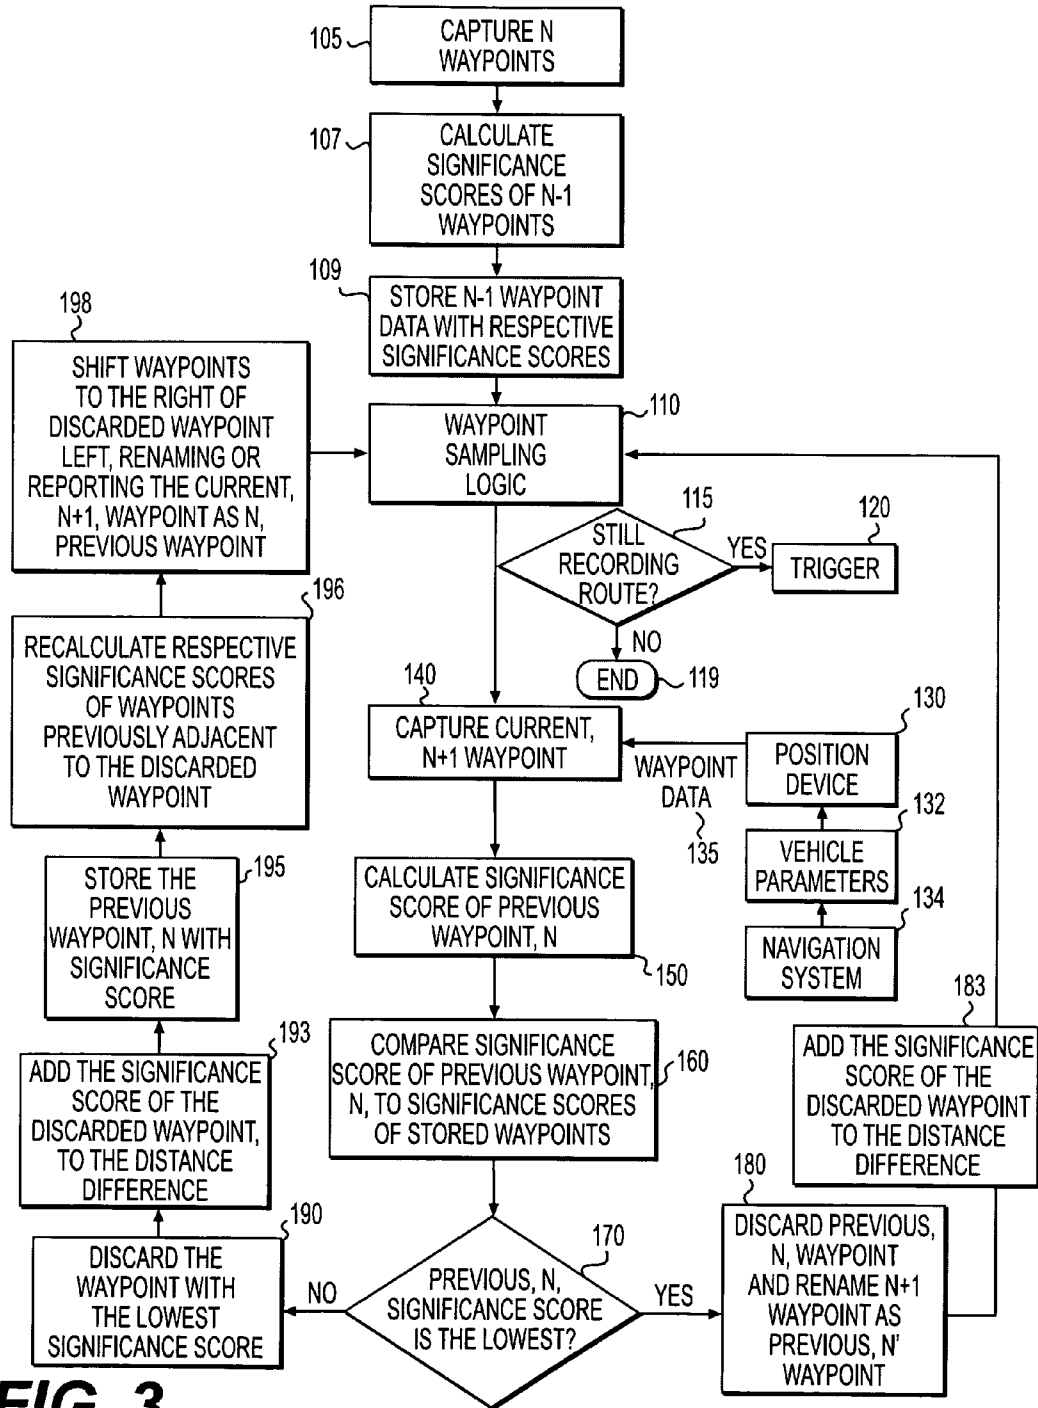 105
CAPTURE N
WAYPOINTS
107
CALCULATE
SIGNIFICANCE
SCORES OF N-1
WAYPOINTS
109
STORE N-1 WAYPOINT
DATA WITH RESPECTIVE
SIGNIFICANCE SCORES
198
SHIFT WAYPOINTS
TO THE RIGHT OF
DISCARDED WAYPOINT
LEFT, RENAMING OR
REPORTING THE CURRENT,
N+1, WAYPOINT AS N,
PREVIOUS WAYPOINT
110
WAYPOINT
SAMPLING
LOGIC
115
STILL
RECORDING
ROUTE?
YES
120
TRIGGER
NO
END
119
196
RECALCULATE RESPECTIVE
SIGNIFICANCE SCORES
OF WAYPOINTS
PREVIOUSLY ADJACENT
TO THE DISCARDED
WAYPOINT
140
CAPTURE CURRENT,
N+1 WAYPOINT
WAYPOINT
DATA
135
130
POSITION
DEVICE
132
VEHICLE
PARAMETERS
134
NAVIGATION
SYSTEM
195
STORE THE
PREVIOUS
WAYPOINT, N WITH
SIGNIFICANCE
SCORE
CALCULATE SIGNIFICANCE
SCORE OF PREVIOUS
WAYPOINT, N
150
193
ADD THE SIGNIFICANCE
SCORE OF THE
DISCARDED WAYPOINT,
TO THE DISTANCE
DIFFERENCE
COMPARE SIGNIFICANCE
SCORE OF PREVIOUS WAYPOINT,
N, TO SIGNIFICANCE SCORES
OF STORED WAYPOINTS
160
183
ADD THE SIGNIFICANCE
SCORE OF THE
DISCARDED WAYPOINT
TO THE DISTANCE
DIFFERENCE
190
DISCARD THE
WAYPOINT WITH
THE LOWEST
SIGNIFICANCE SCORE
NO
170
PREVIOUS, N,
SIGNIFICANCE SCORE
IS THE LOWEST?
YES
180
DISCARD PREVIOUS,
N, WAYPOINT
AND RENAME N+1
WAYPOINT AS
PREVIOUS, N'
WAYPOINT
FIG. 3